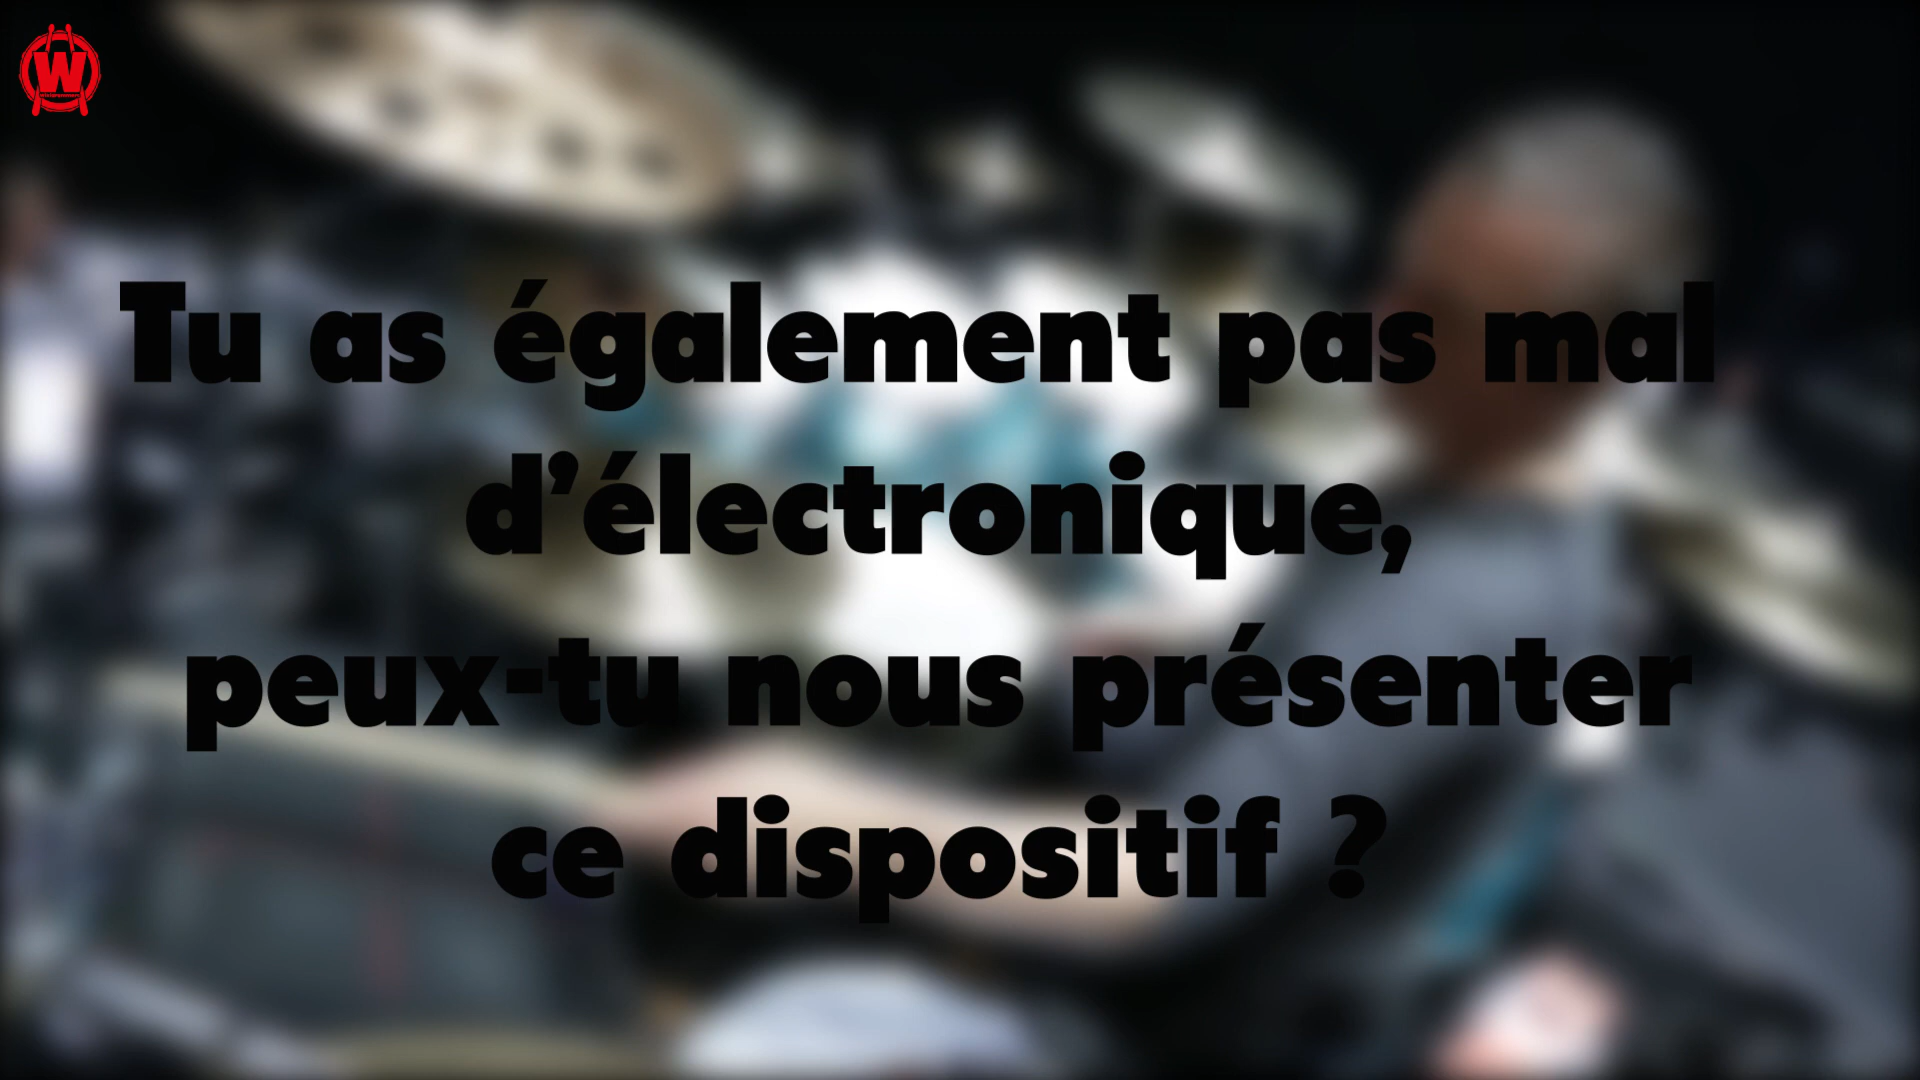 W
Tu as également pas mal
d’électronique,
peux-tu nous présenter
ce dispositif ?